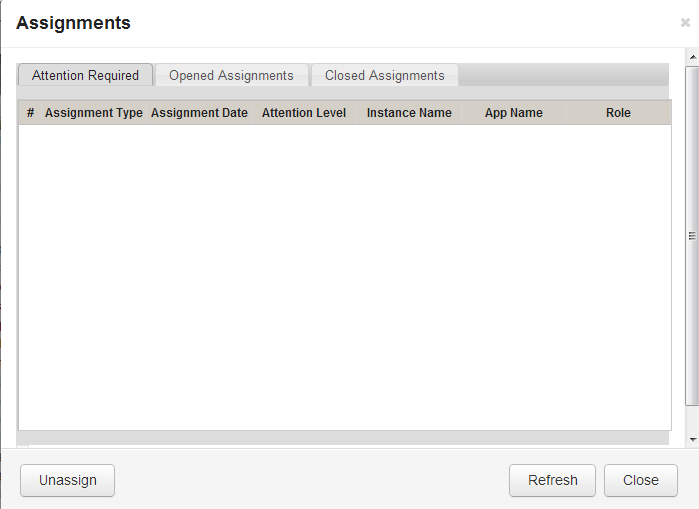 Assignments ×
Attention Required Opened Assignments Closed Assignments
# Assignment Type Assignment Date Attention Level Instance Name App Name Role
Unassign Refresh Close